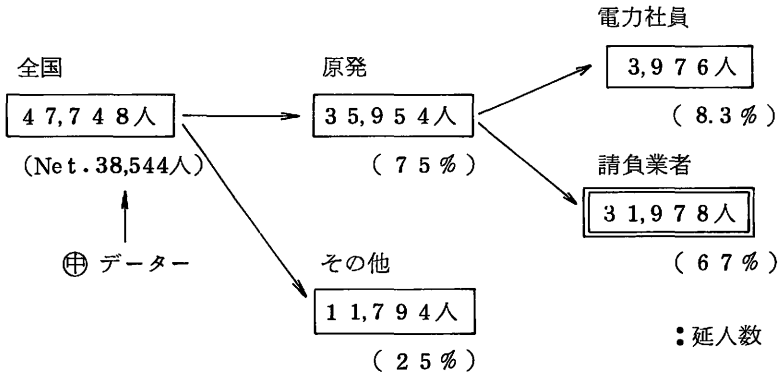 電力社員
全国
原発
3,976人
47,748人
35,954人
(8.3%)
(Net.38,544人)
(75%)
請負業者
31,978人
㊥データー
その他
(67%)
11,794人
:延人数
(25%)